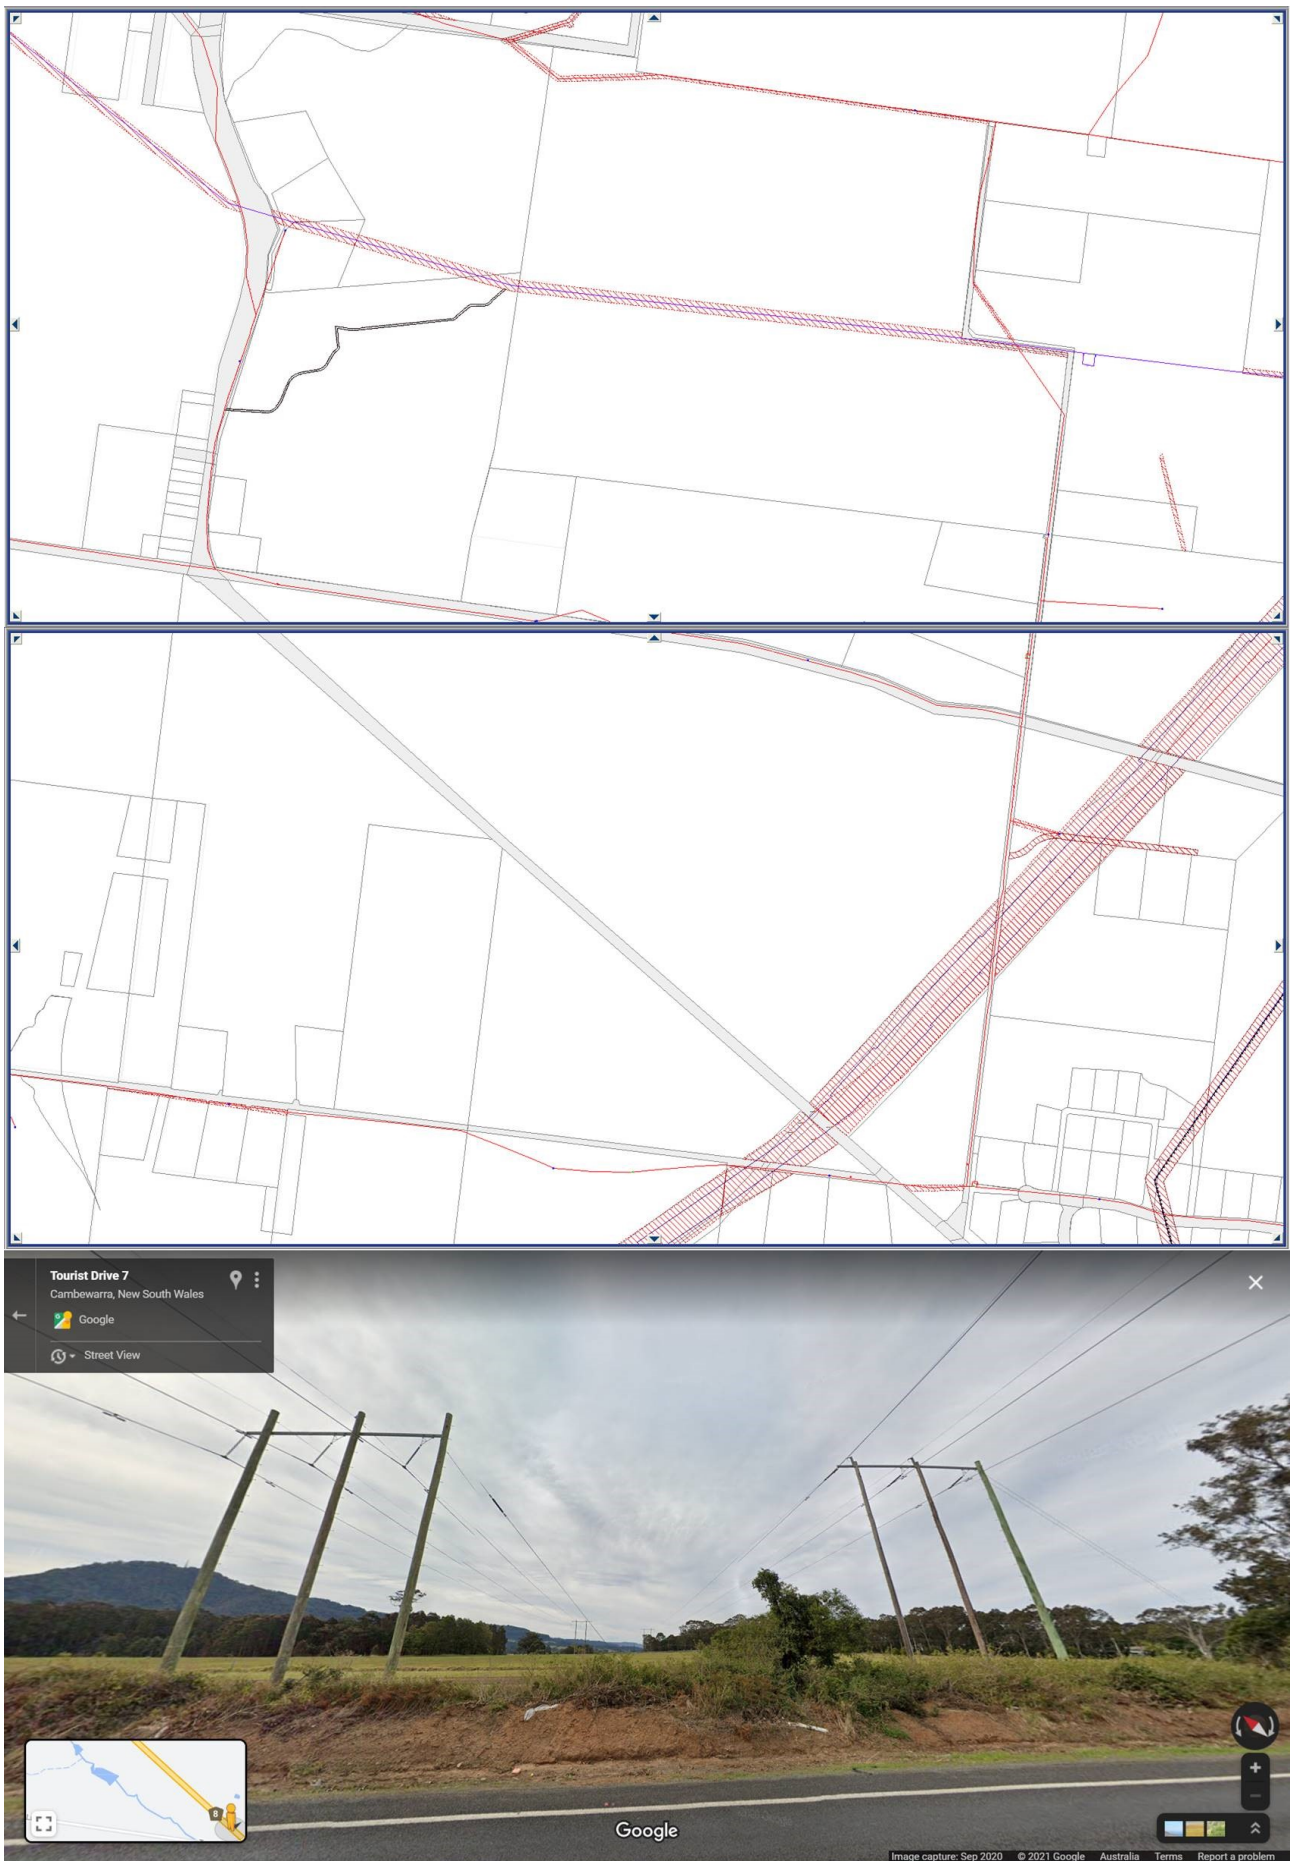 Tourist Drive 7
Cambewarra, New South Wales
Google
Street View
8
Google
Image capture: Sep 2020 © 2021 Google Australia Terms Report a problem